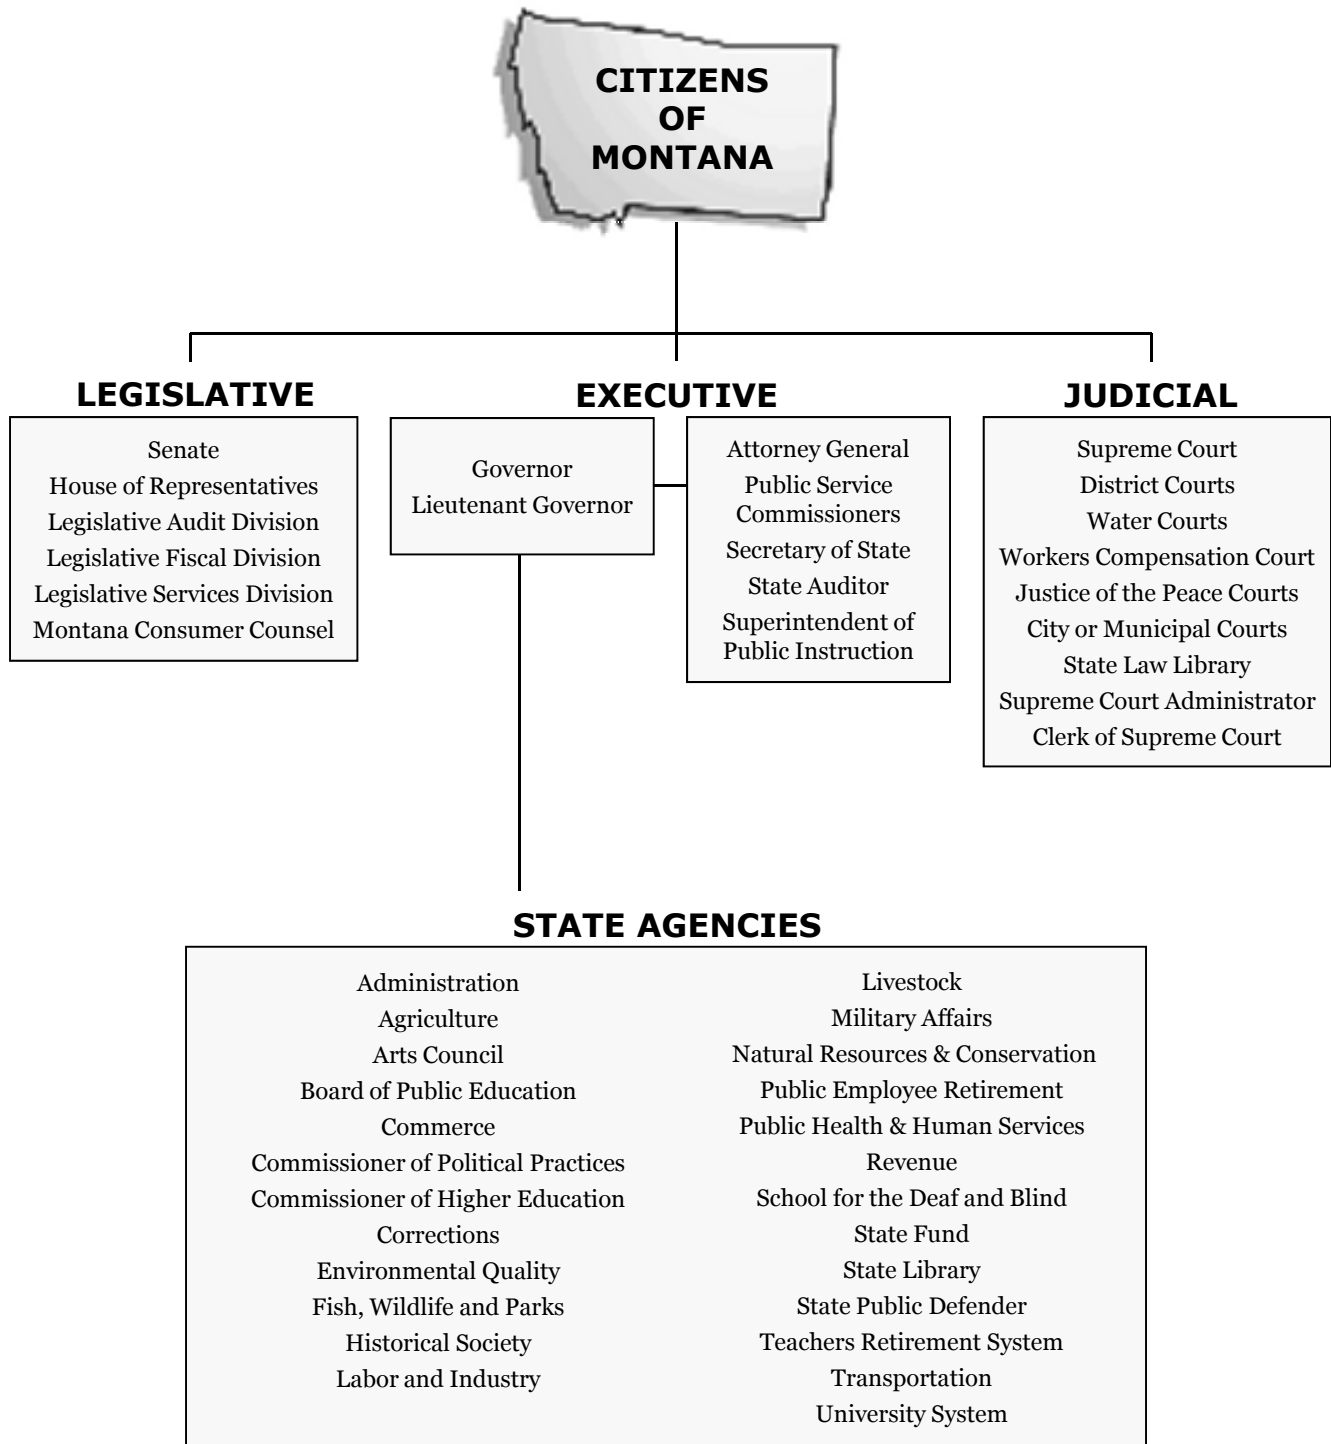 CITIZENS
OF
MONTANA
LEGISLATIVE
Senate
House of Representatives
Legislative Audit Division
Legislative Fiscal Division
Legislative Services Division
Montana Consumer Counsel
EXECUTIVE
Governor
Lieutenant Governor
Attorney General
Public Service
Commissioners
Secretary of State
State Auditor
Superintendent of
Public Instruction
JUDICIAL
Supreme Court
District Courts
Water Courts
Workers Compensation Court
Justice of the Peace Courts
City or Municipal Courts
State Law Library
Supreme Court Administrator
Clerk of Supreme Court
STATE AGENCIES
Administration
Agriculture
Arts Council
Board of Public Education
Commerce
Commissioner of Political Practices
Commissioner of Higher Education
Corrections
Environmental Quality
Fish, Wildlife and Parks
Historical Society
Labor and Industry
Livestock
Military Affairs
Natural Resources & Conservation
Public Employee Retirement
Public Health & Human Services
Revenue
School for the Deaf and Blind
State Fund
State Library
State Public Defender
Teachers Retirement System
Transportation
University System